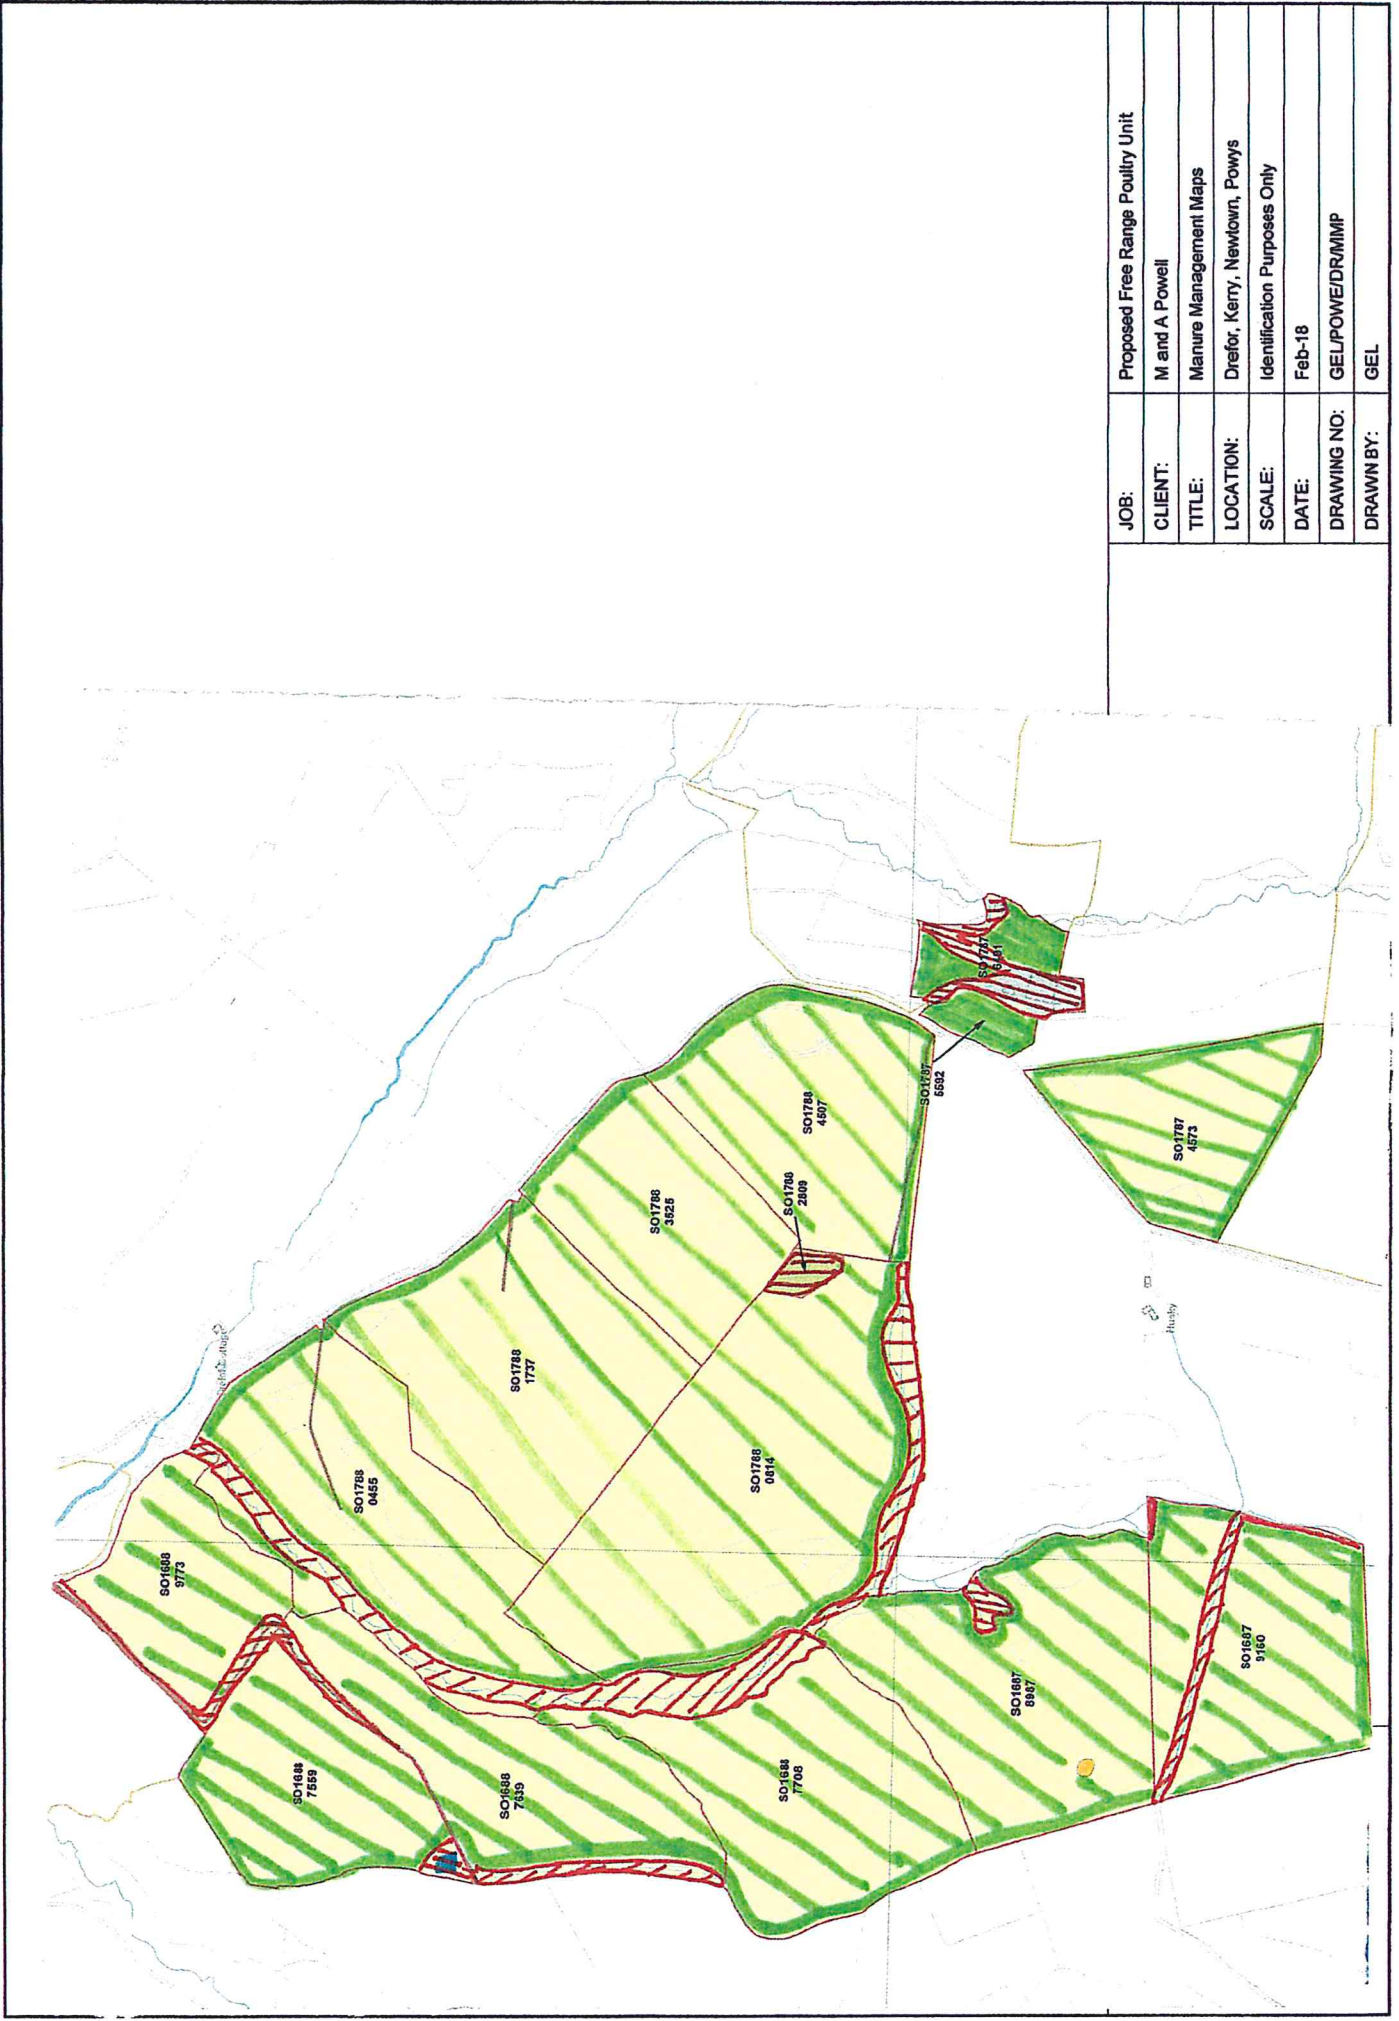 JOB: Proposed Free Range Poultry Unit
CLIENT: M and A Powell
TITLE: Manure Management Maps
LOCATION: Drefor, Kerry, Newtown, Powys
SCALE: Identification Purposes Only
DATE: Feb-18
DRAWING NO: GEL/POWE/DR/MMP
DRAWN BY: GEL
SO1688
9773
SO1688
7559
SO1788
0455
SO1688
7639
SO1788
1737
SO1788
3525
SO1788
0814
SO1688
7708
SO1788
2809
SO1788
4507
SO1787
5592
SO1787
SO1687
8987
SO1787
4573
SO1687
9160